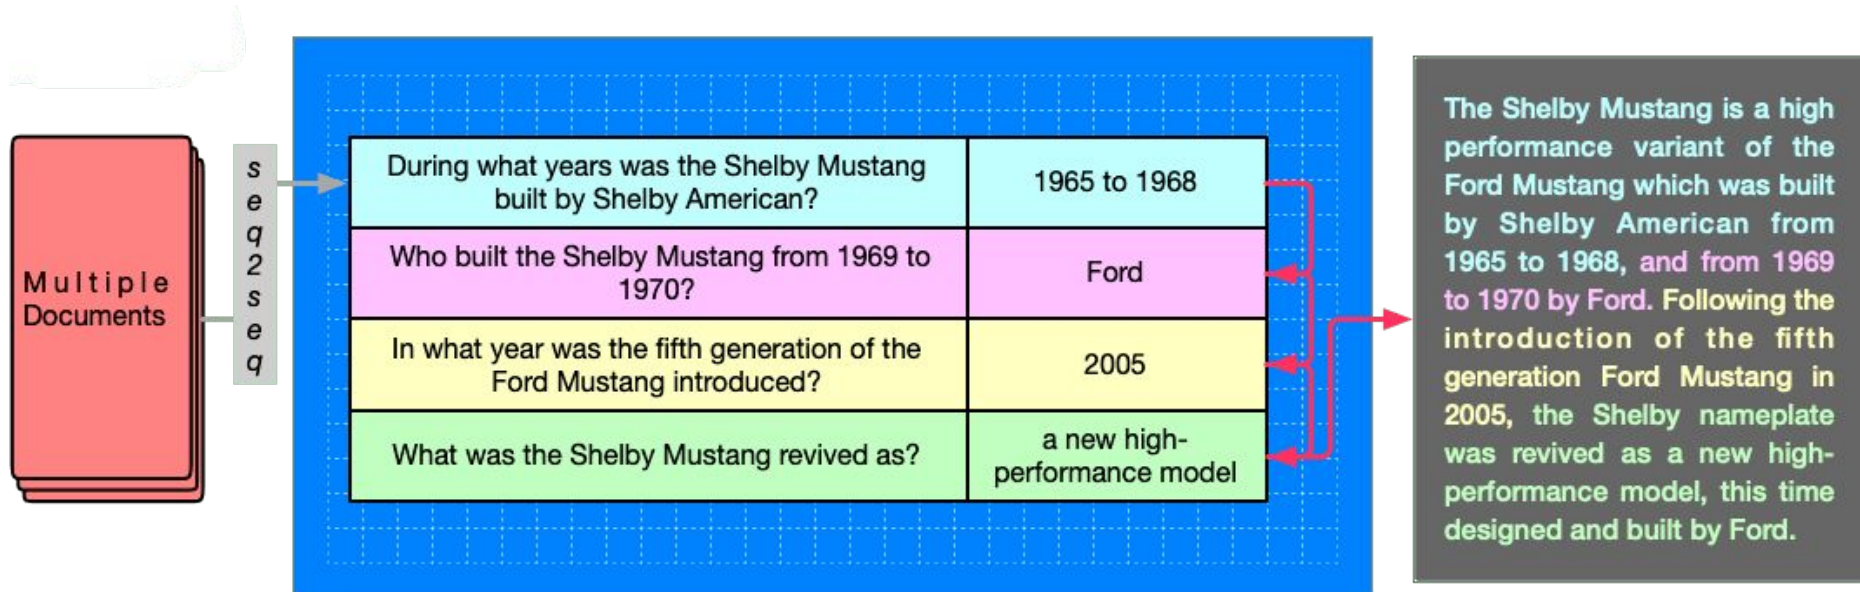 Multiple
Documents
seq2seq
During what years was the Shelby Mustang
built by Shelby American?
1965 to 1968
Who built the Shelby Mustang from 1969 to
1970?
Ford
In what year was the fifth generation of the
Ford Mustang introduced?
2005
What was the Shelby Mustang revived as?
a new high-
performance model
The Shelby Mustang is a high
performance variant of the
Ford Mustang which was built
by Shelby American from
1965 to 1968, and from 1969
to 1970 by Ford. Following the
introduction of the fifth
generation Ford Mustang in
2005, the Shelby nameplate
was revived as a new high-
performance model, this time
designed and built by Ford.